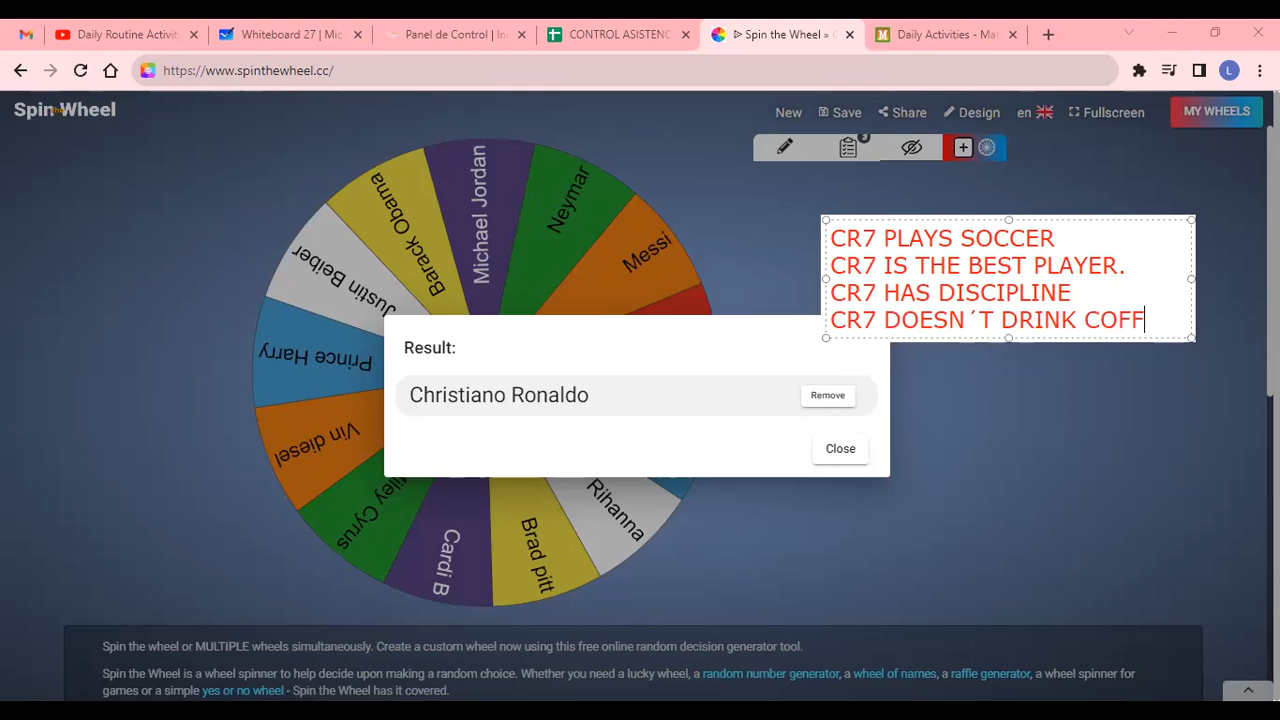 Daily Routine Activity
Whiteboard 27 | Mic
Panel de Control | In
CONTROL ASISTENC
ᐅ Spin the Wheel » C
Daily Activities - Ma
https://www.spinthewheel.cc/
L
Spin the Wheel
New
Save
Share
Design
en
Fullscreen
MY WHEELS
Michael Jordan
Neymar
Messi
Barack Obama
Justin Beiber
Prince Harry
Vin diesel
Miley Cyrus
Cardi B
Brad pitt
Rihanna
CR7 PLAYS SOCCER
CR7 IS THE BEST PLAYER.
CR7 HAS DISCIPLINE
CR7 DOESN´T DRINK COFF
Result:
Christiano Ronaldo
Remove
Close
Spin the wheel or MULTIPLE wheels simultaneously. Create a custom wheel now using this free online random decision generator tool.
Spin the Wheel is a wheel spinner to help decide upon making a random choice. Whether you need a lucky wheel, a random number generator, a wheel of names, a raffle generator, a wheel spinner for
games or a simple yes or no wheel - Spin the Wheel has it covered.